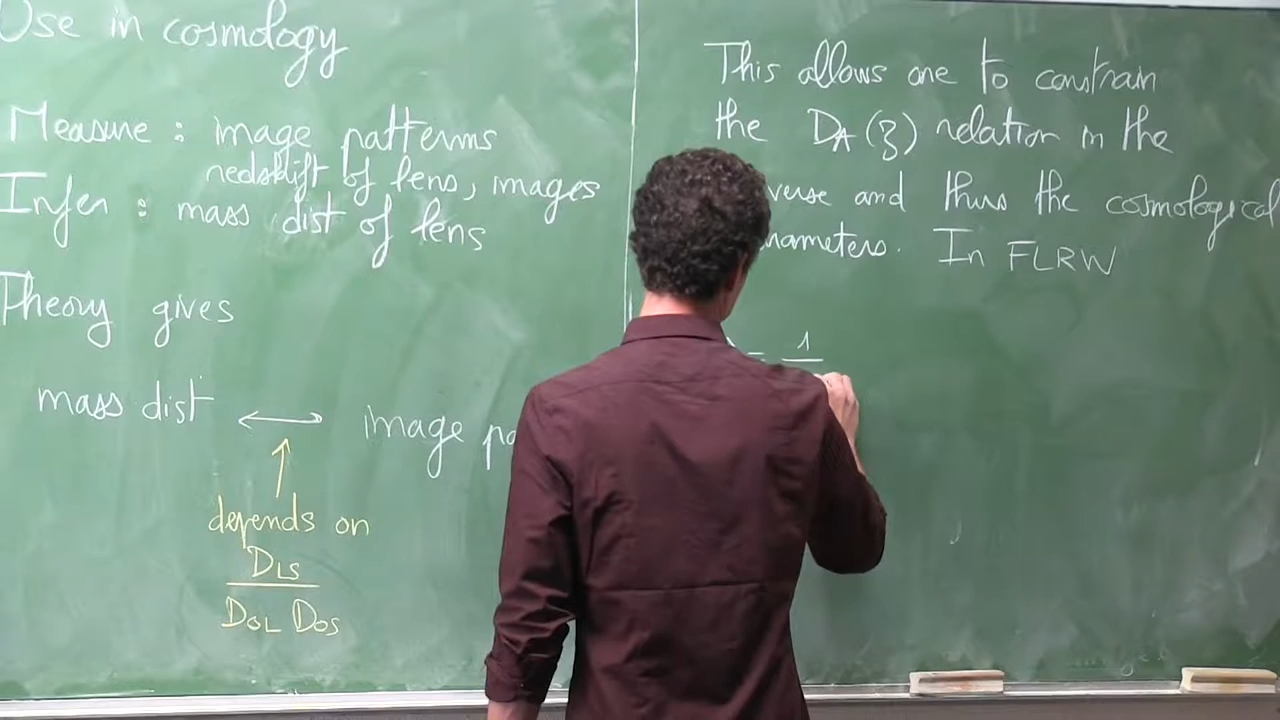 Use in cosmology
Measure : image patterns
redshift of lens, images
Infer : mass dist of lens
Theory gives
mass dist ⟷ image
↑
depends on
DLS
DOL DOS
This allows one to constrain
the DA(z) relation in the
and thus the cosmological
In FLRW
= 1